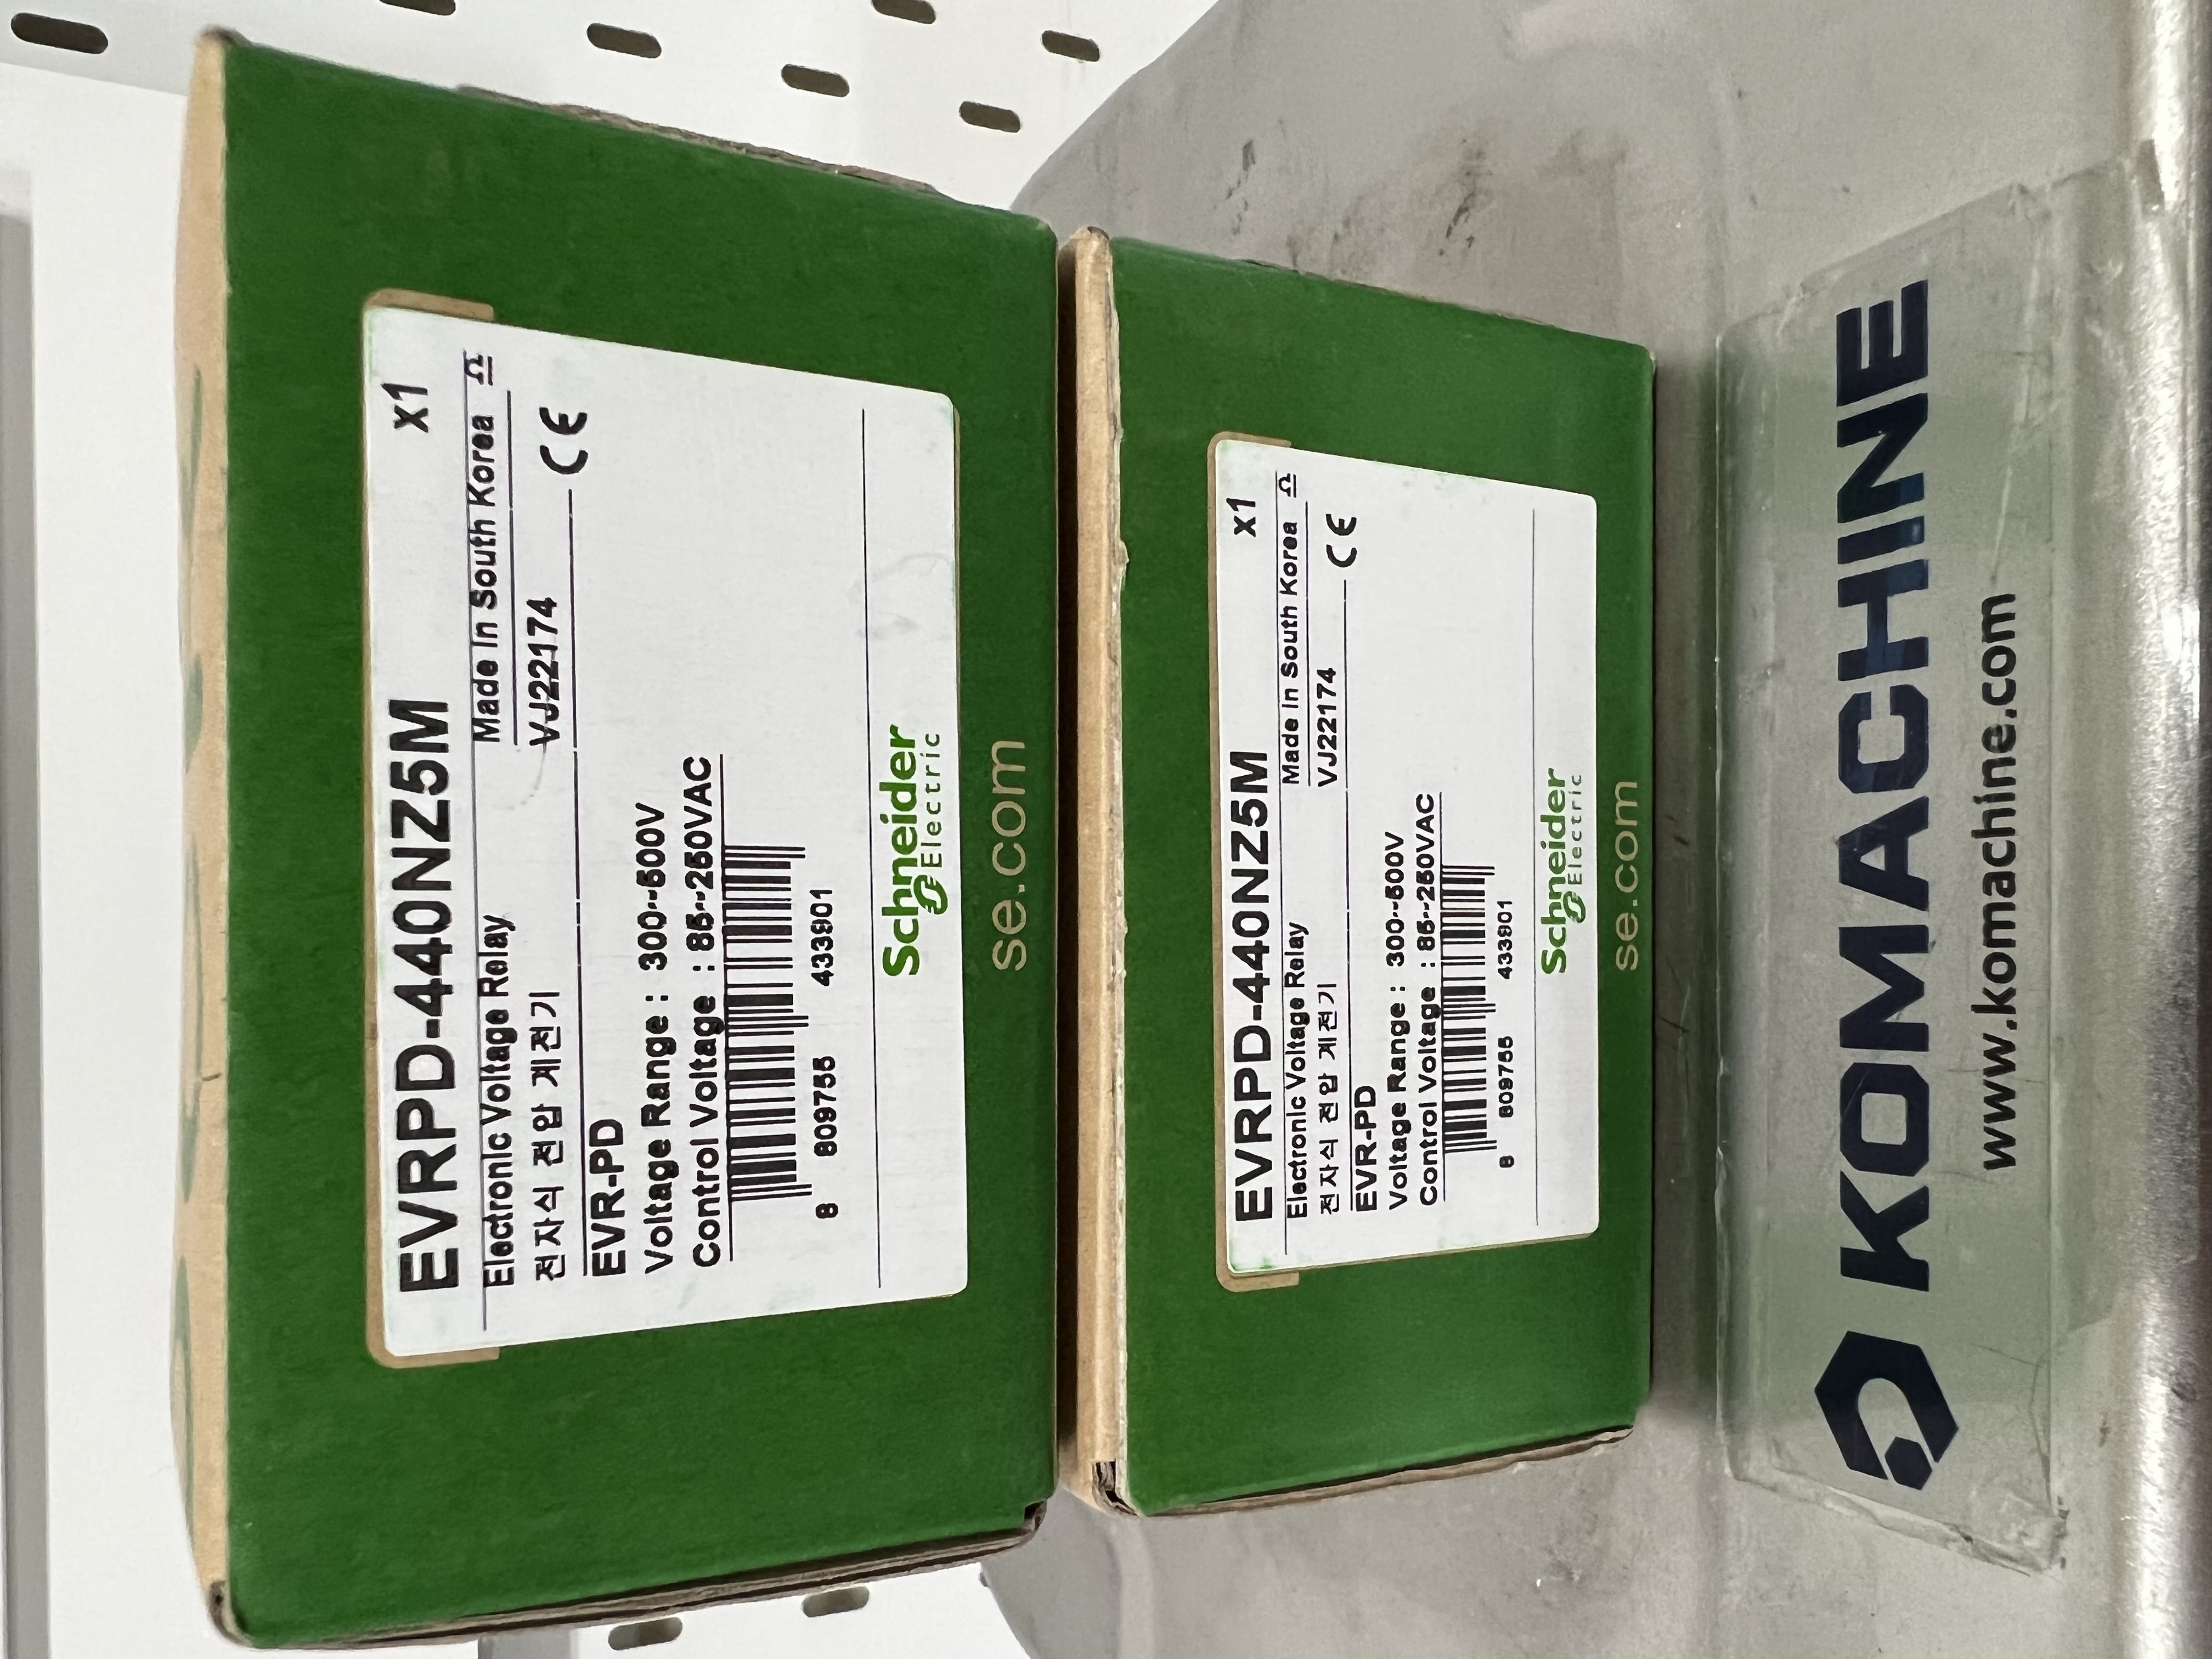 EVRPD-440NZ5M x1
Electronic Voltage Relay Made In South Korea
전자식 전압 계전기 VJ22174
EVR-PD CE
Voltage Range : 300~500V
Control Voltage : 85~250VAC
8 809755 433901
Schneider
Electric
se.com
EVRPD-440NZ5M x1
Electronic Voltage Relay Made In South Korea
전자식 전압 계전기 VJ22174
EVR-PD CE
Voltage Range : 300~500V
Control Voltage : 85~250VAC
8 809755 433901
Schneider
Electric
se.com
KOMACHINE
www.komachine.com